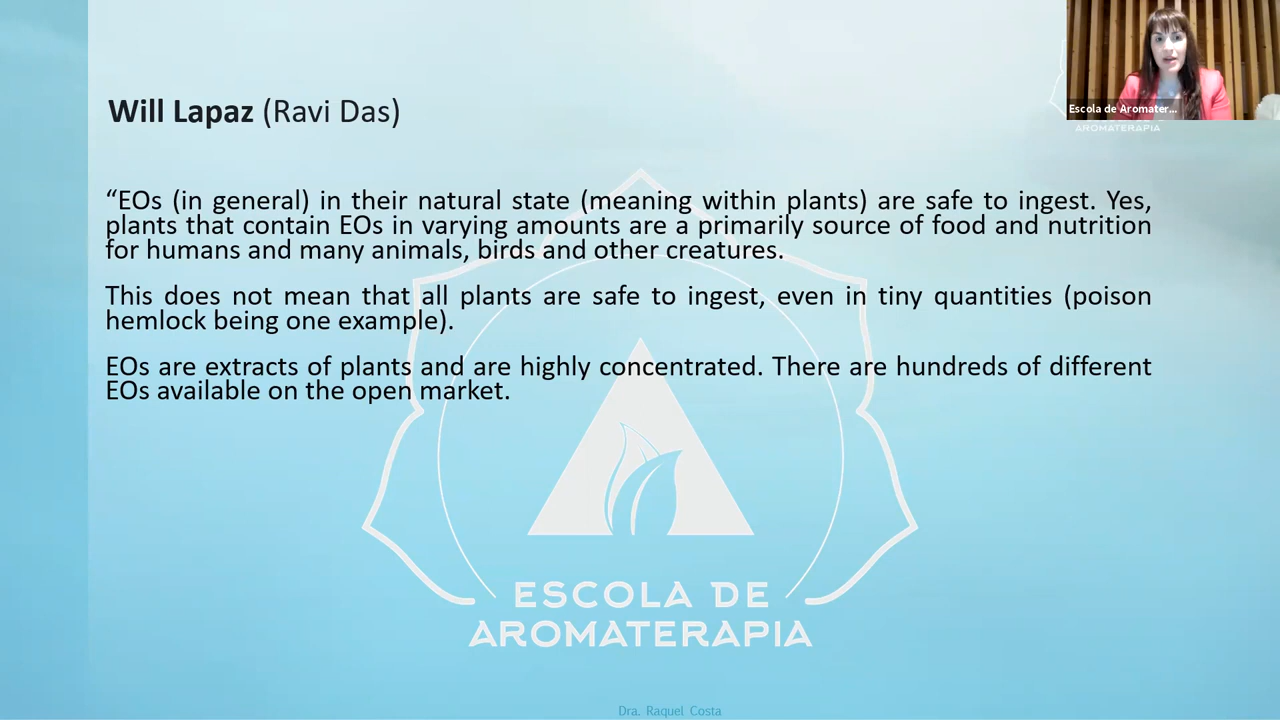 Escola de Aromater...
AROMATERAPIA
Will Lapaz (Ravi Das)
“EOs (in general) in their natural state (meaning within plants) are safe to ingest. Yes,
plants that contain EOs in varying amounts are a primarily source of food and nutrition
for humans and many animals, birds and other creatures.
This does not mean that all plants are safe to ingest, even in tiny quantities (poison
hemlock being one example).
EOs are extracts of plants and are highly concentrated. There are hundreds of different
EOs available on the open market.
ESCOLA DE
AROMATERAPIA
Dra. Raquel Costa